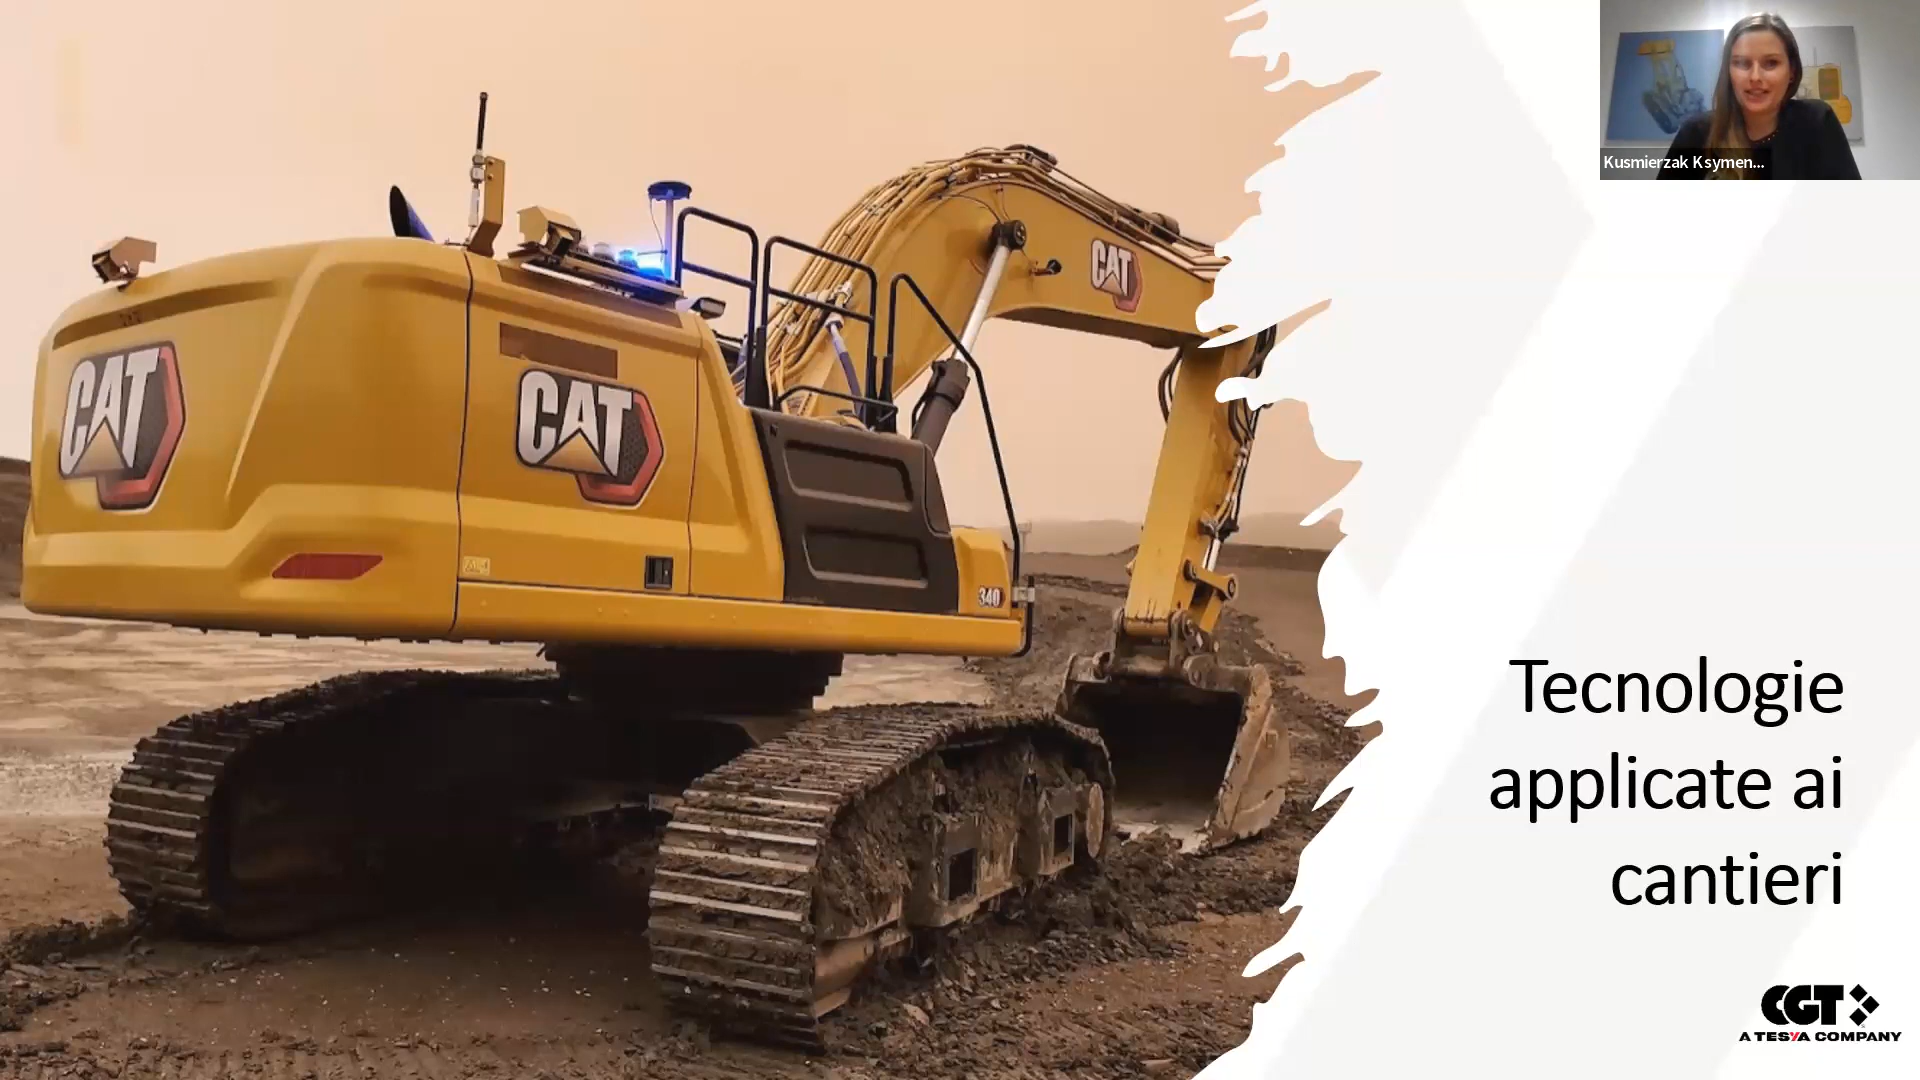 Kusmierzak Ksymen...
CAT
CAT
CAT
340
Tecnologie
applicate ai
cantieri
CGT
A TESYA COMPANY